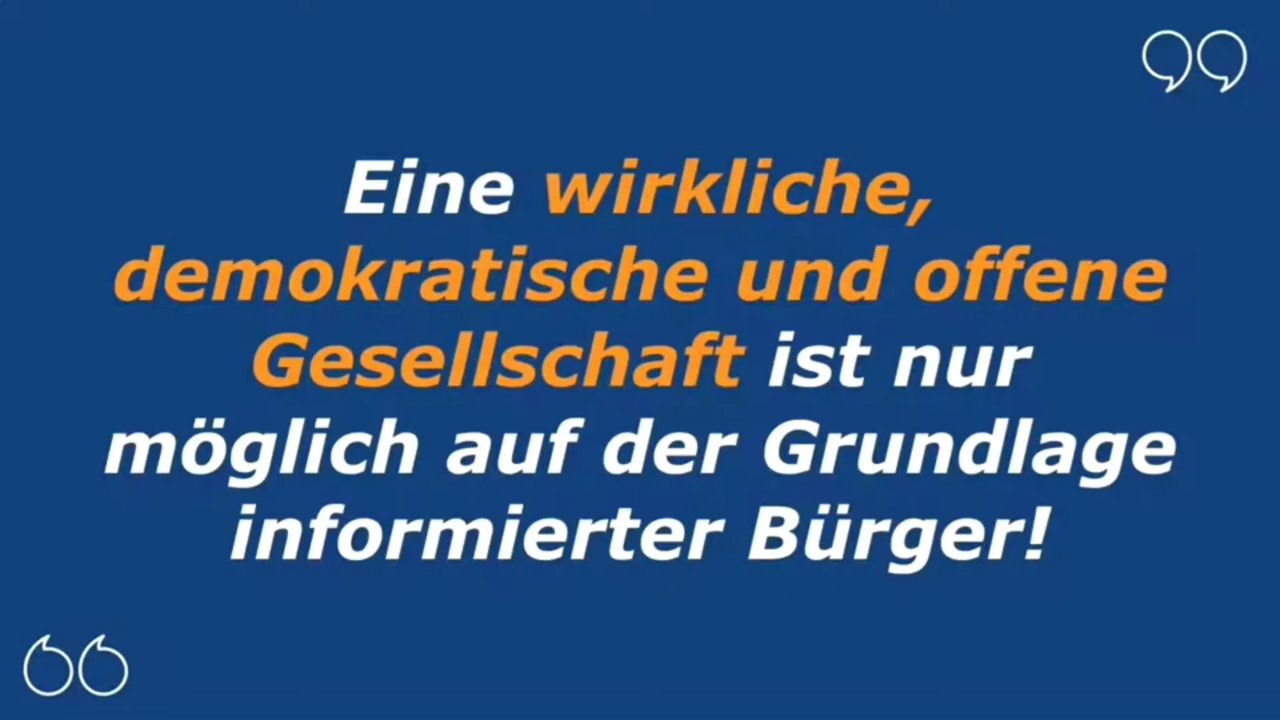 Eine wirkliche,
demokratische und offene
Gesellschaft ist nur
möglich auf der Grundlage
informierter Bürger!